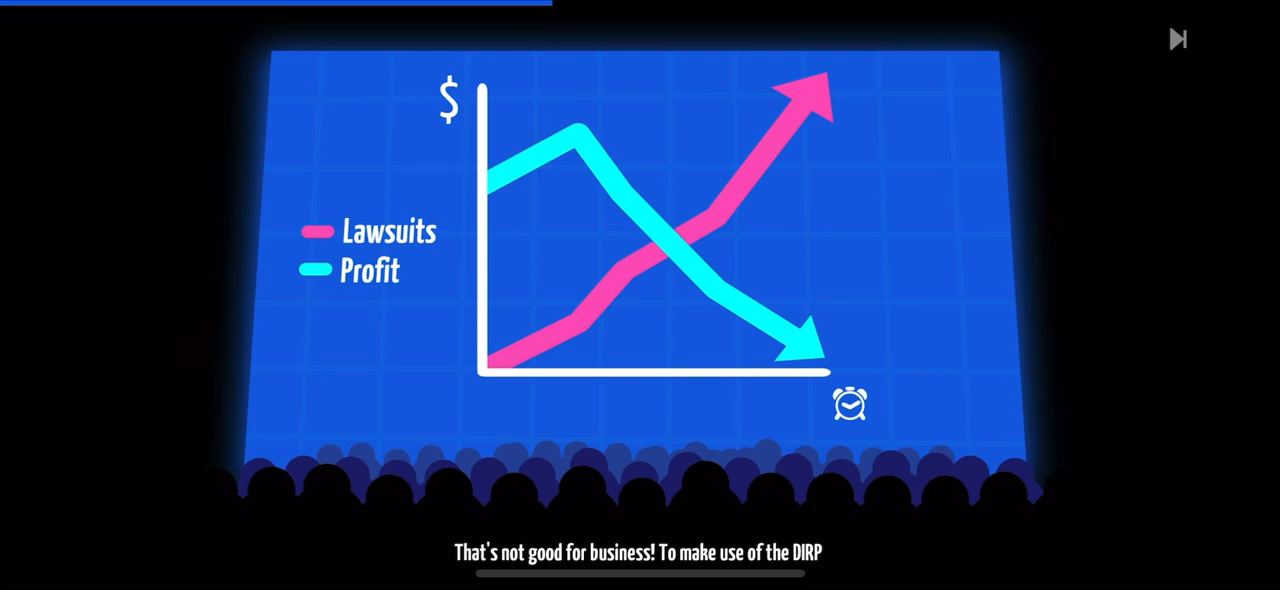 $
Lawsuits
Profit
That's not good for business! To make use of the DIRP